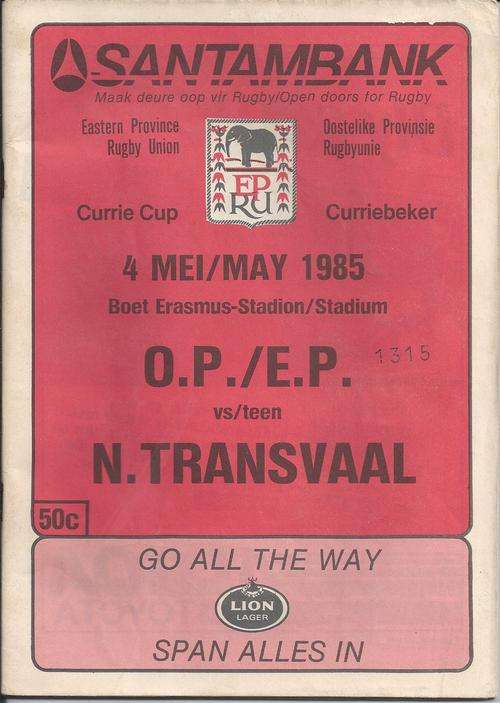 SANTAMBANK
Maak deure oop vir Rugby/Open doors for Rugby
Eastern Province
Rugby Union
Oostelike Provinsie
Rugbyunie
EP
RU
Currie Cup
Curriebeker
4 MEI/MAY 1985
Boet Erasmus-Stadion/Stadium
O.P./E.P.
1315
vs/teen
N.TRANSVAAL
50c
GO ALL THE WAY
LION
LAGER
SPAN ALLES IN